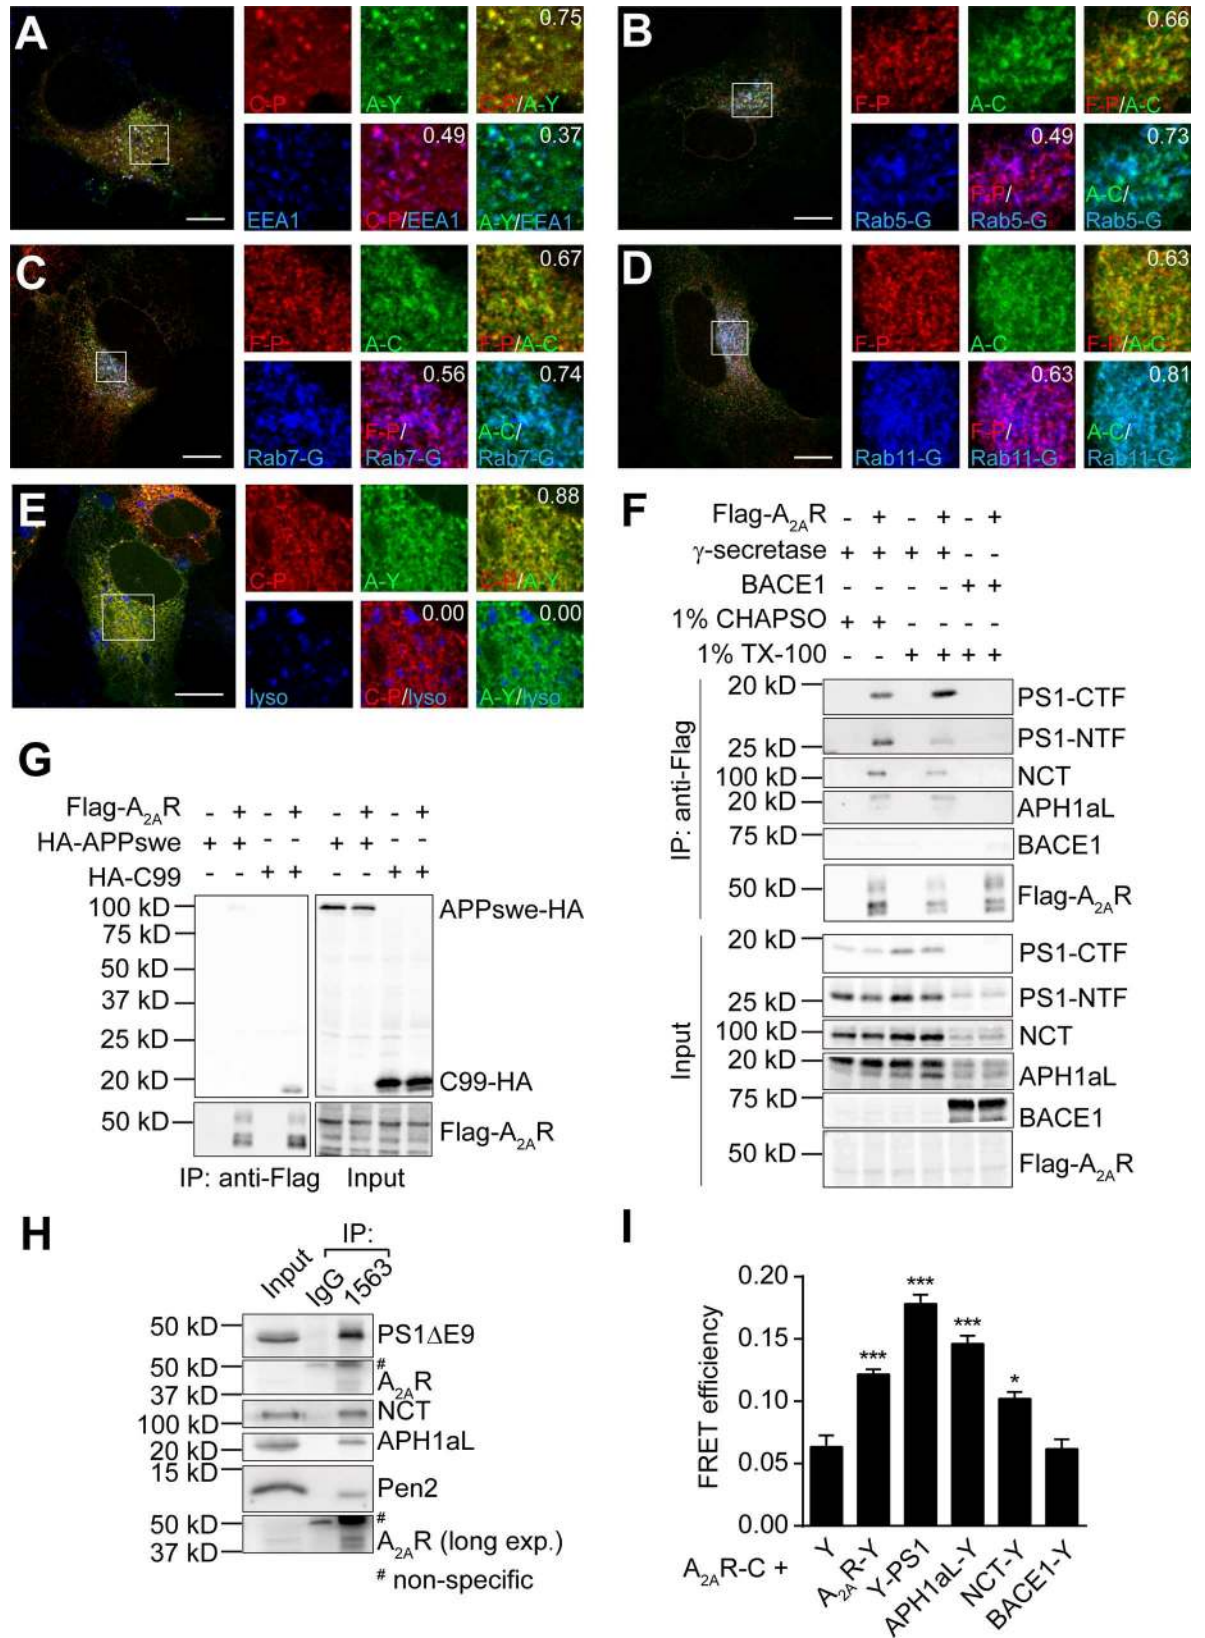 A
C-P
A-Y
0.75
C-P/A-Y
EEA1
0.49
C-P/EEA1
0.37
A-Y/EEA1
B
F-P
A-C
0.66
F-P/A-C
Rab5-G
0.49
F-P/
Rab5-G
0.73
A-C/
Rab5-G
C
F-P
A-C
0.67
F-P/A-C
Rab7-G
0.56
F-P/
Rab7-G
0.74
A-C/
Rab7-G
D
F-P
A-C
0.63
F-P/A-C
Rab11-G
0.63
F-P/
Rab11-G
0.81
A-C/
Rab11-G
E
C-P
A-Y
0.88
C-P/A-Y
lyso
0.00
C-P/lyso
0.00
A-Y/lyso
F
Flag-A2AR - + - + - +
γ-secretase + + + + - -
BACE1 - - - - + +
1% CHAPSO + + - - - -
1% TX-100 - - + + + +
IP: anti-Flag
20 kD PS1-CTF
25 kD PS1-NTF
100 kD NCT
20 kD APH1aL
75 kD BACE1
50 kD Flag-A2AR
Input
20 kD PS1-CTF
25 kD PS1-NTF
100 kD NCT
20 kD APH1aL
75 kD BACE1
50 kD Flag-A2AR
G
Flag-A2AR - + - + - + - +
HA-APPswe + + - - + + - -
HA-C99 - - + + - - + +
100 kD APPswe-HA
75 kD
50 kD
37 kD
25 kD
20 kD C99-HA
50 kD Flag-A2AR
IP: anti-Flag Input
H
IP:
Input IgG 1563
50 kD PS1ΔE9
50 kD #
A2AR
37 kD
NCT
100 kD
APH1aL
20 kD
15 kD
Pen2
50 kD #
A2AR (long exp.)
37 kD
# non-specific
I
FRET efficiency
0.20
0.15
0.10
0.05
0.00
*** *** *** *
A2AR-C + Y A2AR-Y Y-PS1 APH1aL-Y NCT-Y BACE1-Y